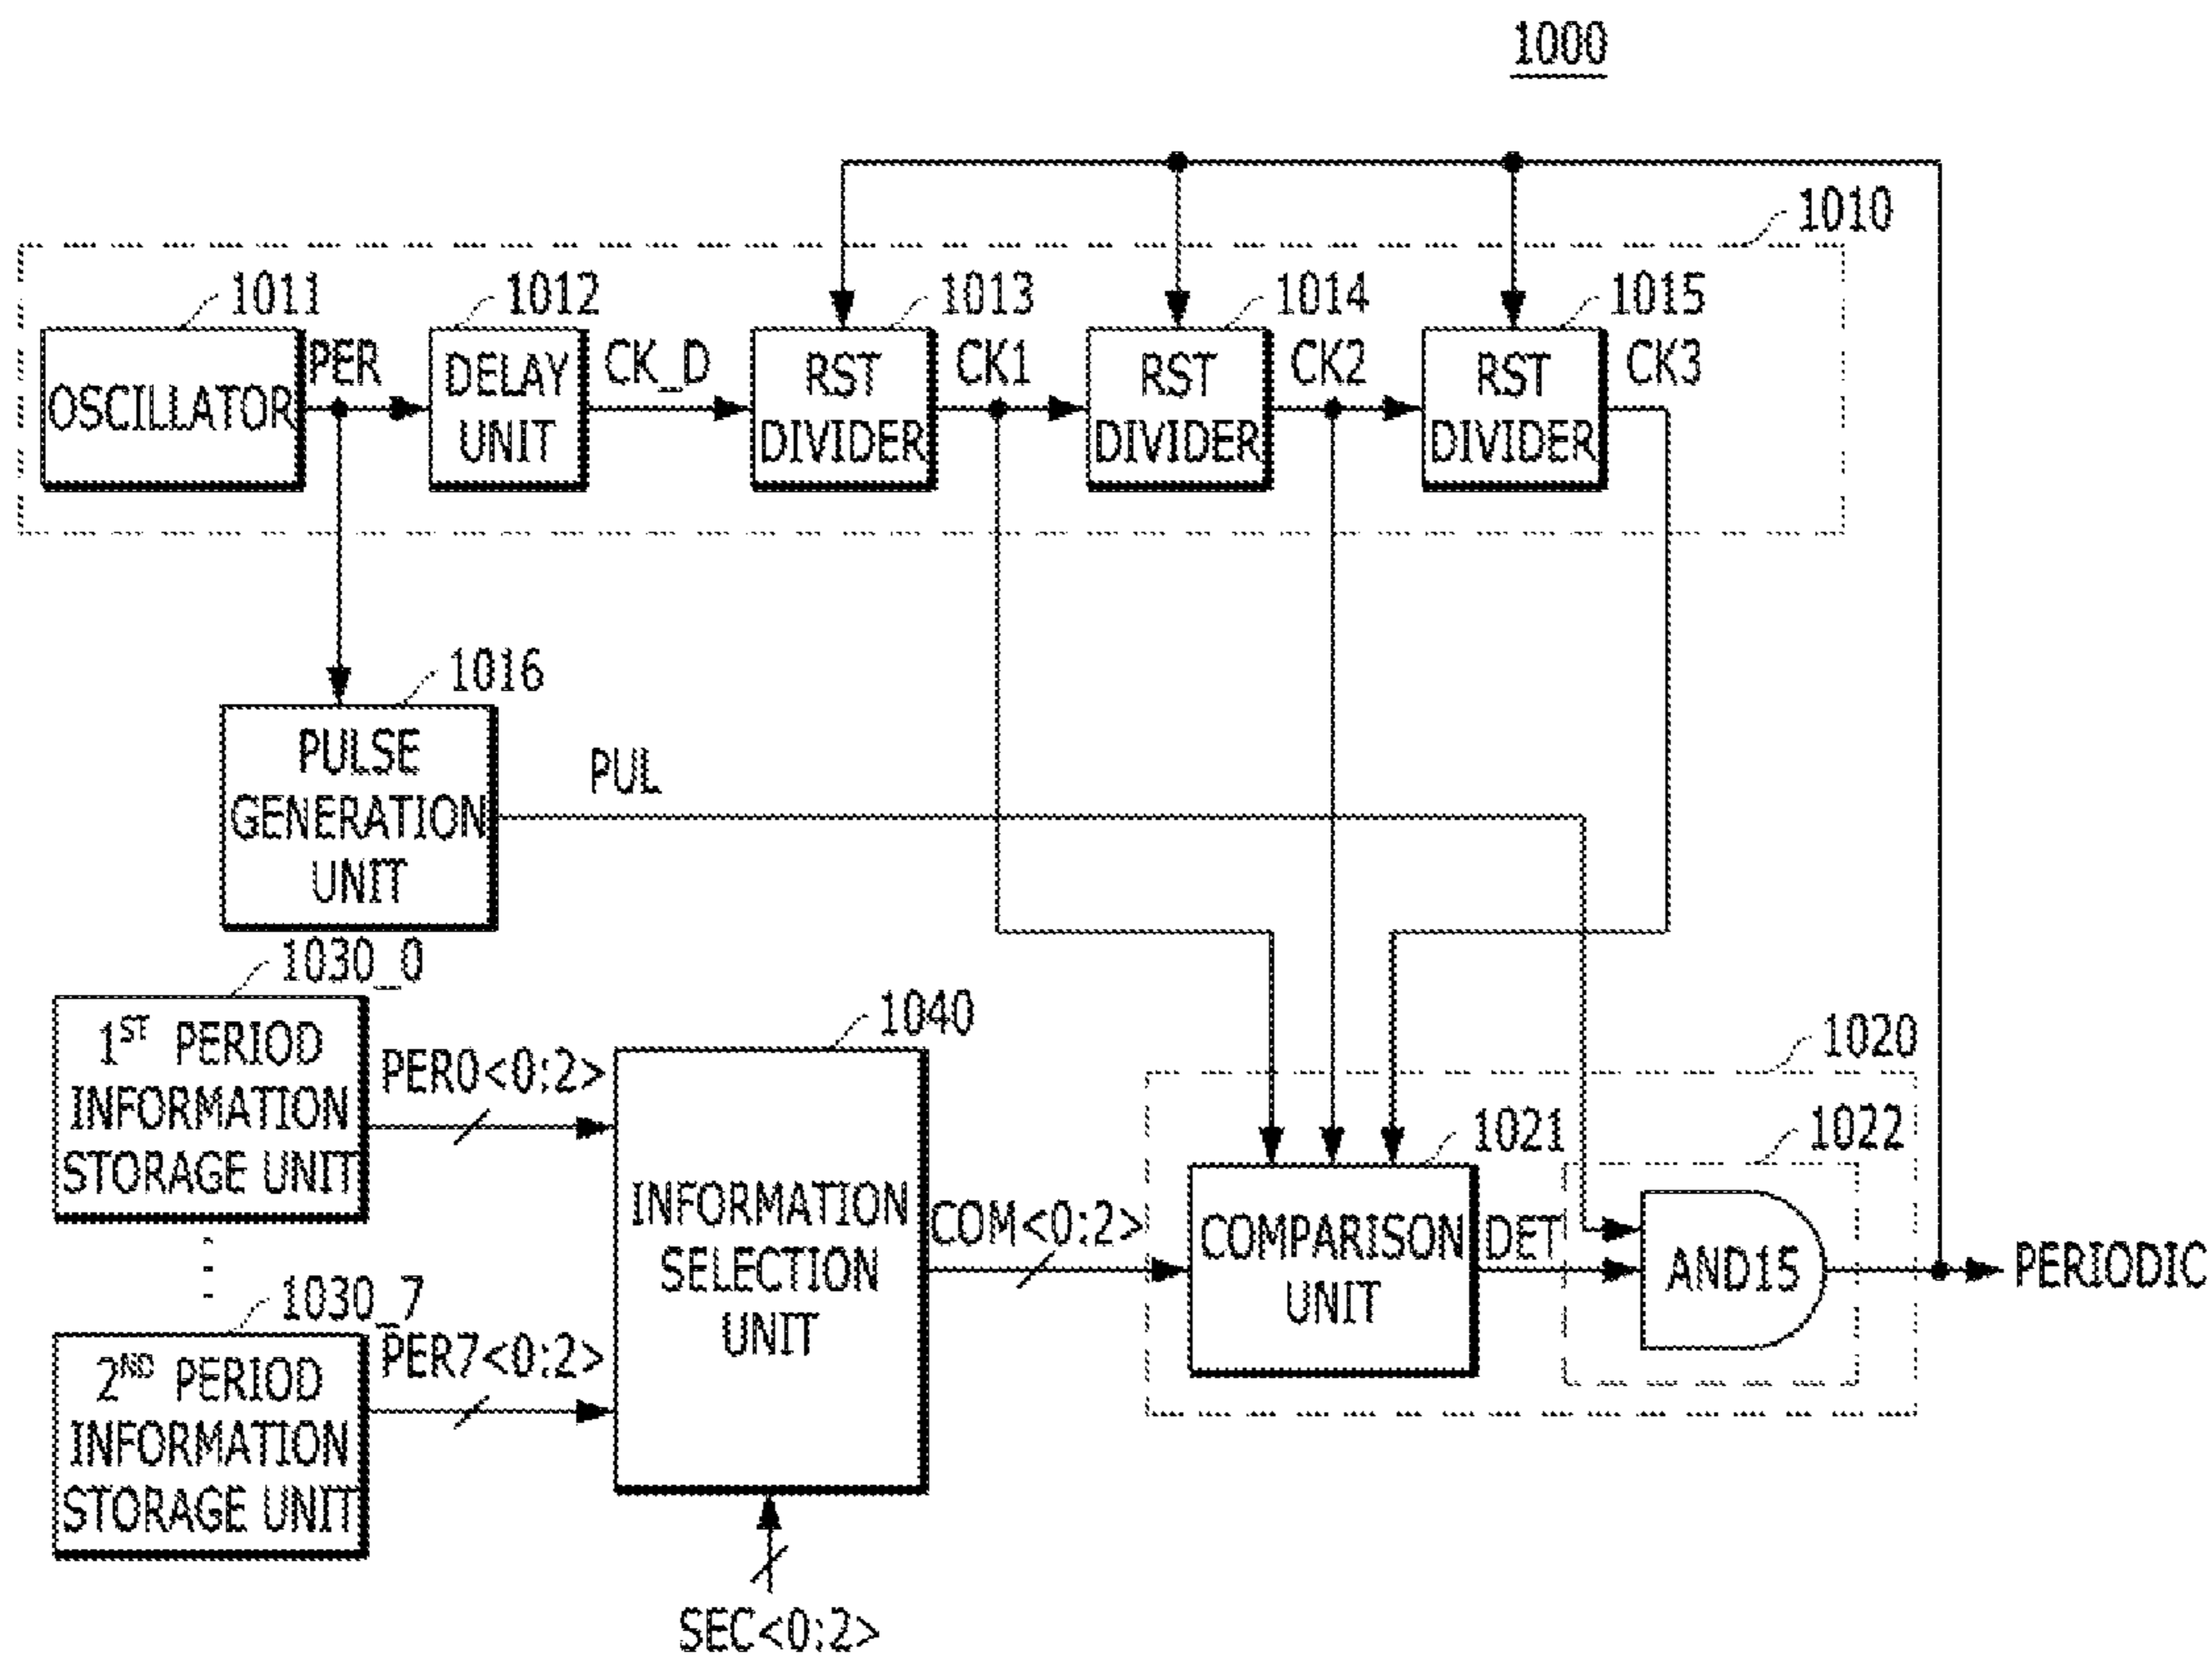 1000
1010
1011
1012
1013
1014
1015
OSCILLATOR
PER
DELAY
UNIT
CK_D
RST
DIVIDER
CK1
RST
DIVIDER
CK2
RST
DIVIDER
CK3
1016
PULSE
GENERATION
UNIT
PUL
1030_0
1ST PERIOD
INFORMATION
STORAGE UNIT
PER0<0:2>
1030_7
2ND PERIOD
INFORMATION
STORAGE UNIT
PER7<0:2>
1040
INFORMATION
SELECTION
UNIT
SEC<0:2>
COM<0:2>
1020
1021
COMPARISON
UNIT
DET
1022
AND15
PERIODIC